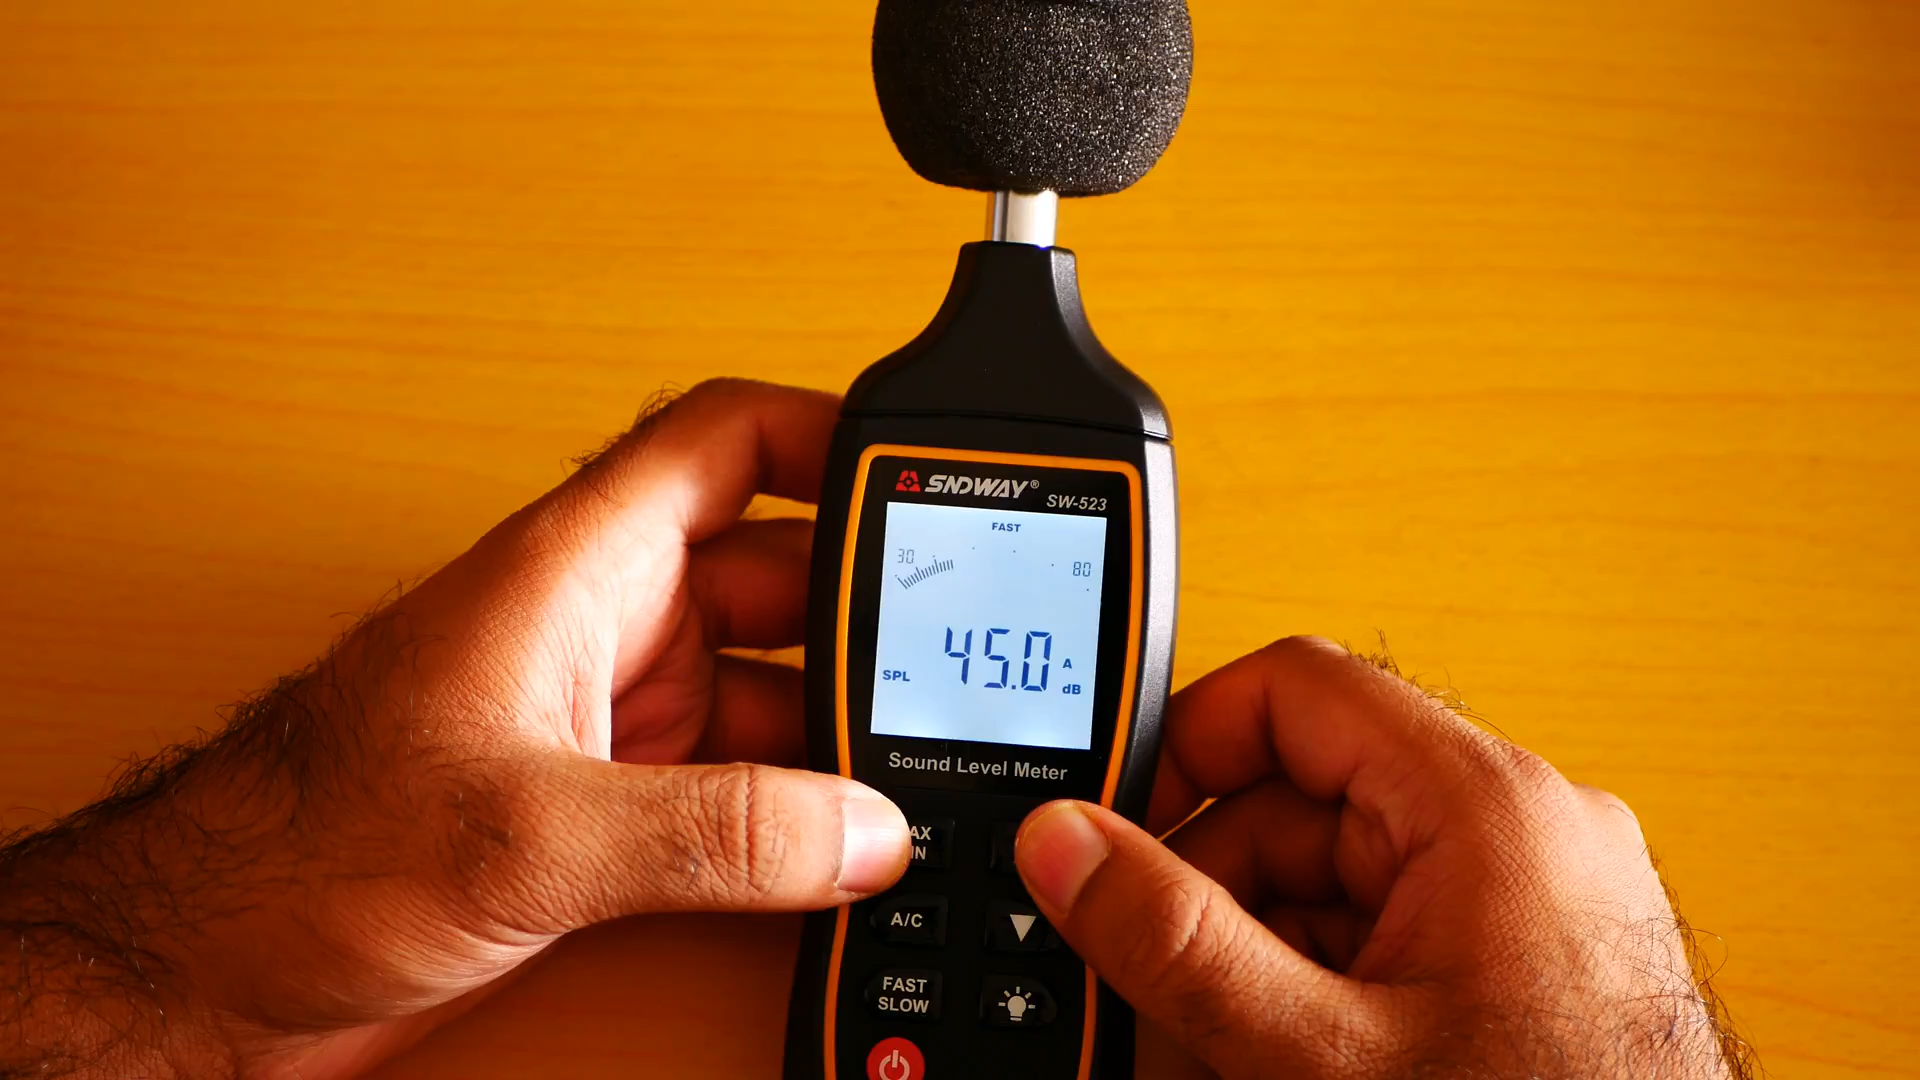 SNDWAY®
SW-523
FAST
30
80
45.0
A
SPL
dB
Sound Level Meter
A/C
FAST
SLOW